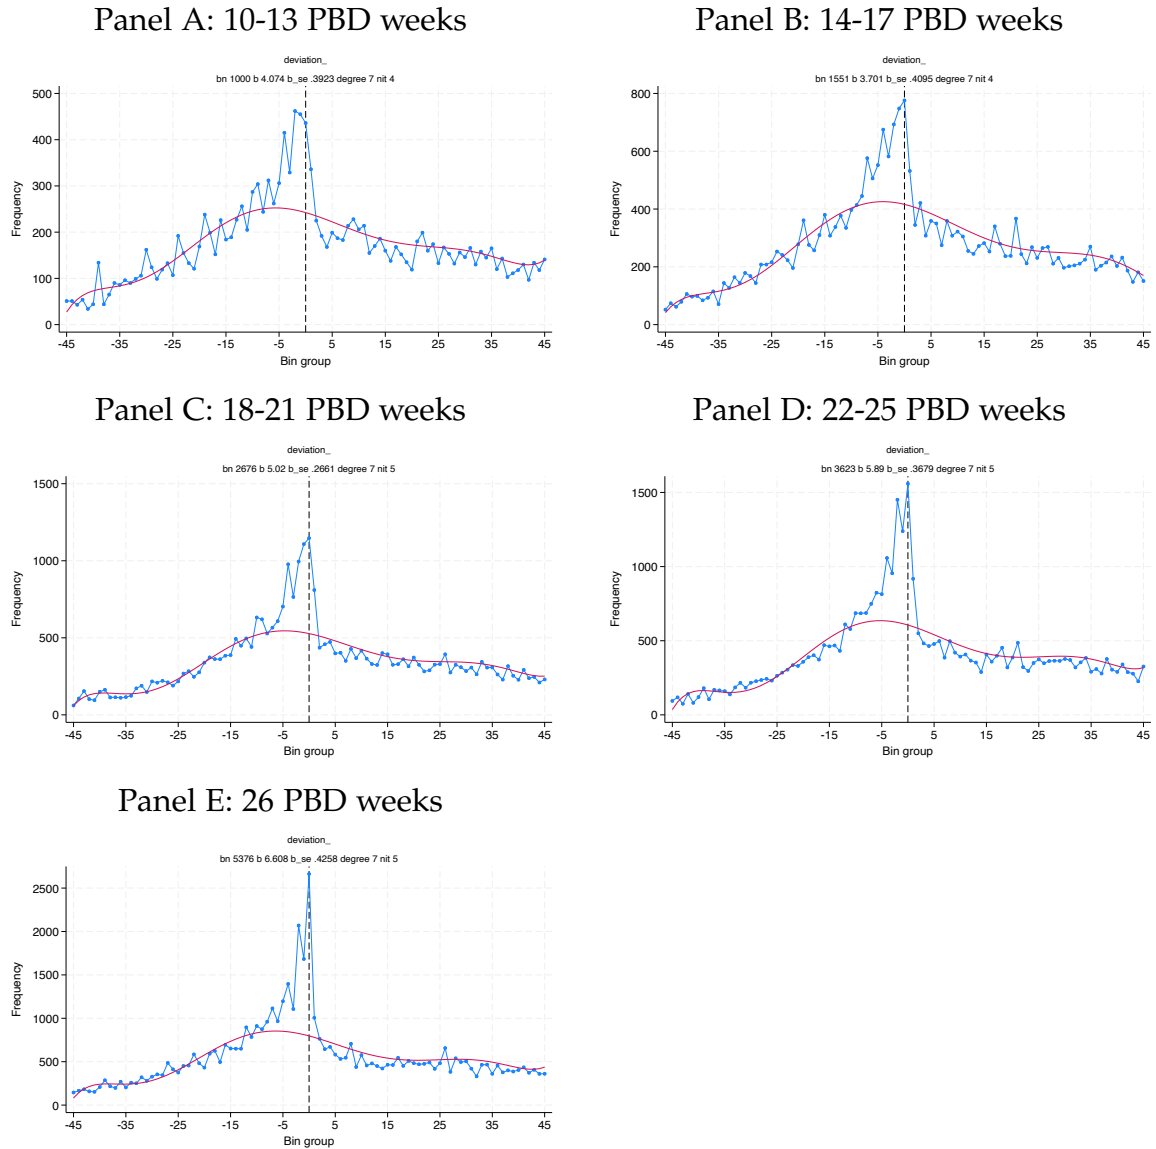 Panel A: 10-13 PBD weeks
deviation_
bn 1000 b 4.074 b_se .3923 degree 7 nit 4
500
400
300
200
100
0
Frequency
-45 -35 -25 -15 -5 5 15 25 35 45
Bin group
Panel B: 14-17 PBD weeks
deviation_
bn 1551 b 3.701 b_se .4095 degree 7 nit 4
800
600
400
200
0
Frequency
-45 -35 -25 -15 -5 5 15 25 35 45
Bin group
Panel C: 18-21 PBD weeks
deviation_
bn 2676 b 5.02 b_se .2661 degree 7 nit 5
1500
1000
500
0
Frequency
-45 -35 -25 -15 -5 5 15 25 35 45
Bin group
Panel D: 22-25 PBD weeks
deviation_
bn 3623 b 5.89 b_se .3679 degree 7 nit 5
1500
1000
500
0
Frequency
-45 -35 -25 -15 -5 5 15 25 35 45
Bin group
Panel E: 26 PBD weeks
deviation_
bn 5376 b 6.608 b_se .4258 degree 7 nit 5
2500
2000
1500
1000
500
0
Frequency
-45 -35 -25 -15 -5 5 15 25 35 45
Bin group